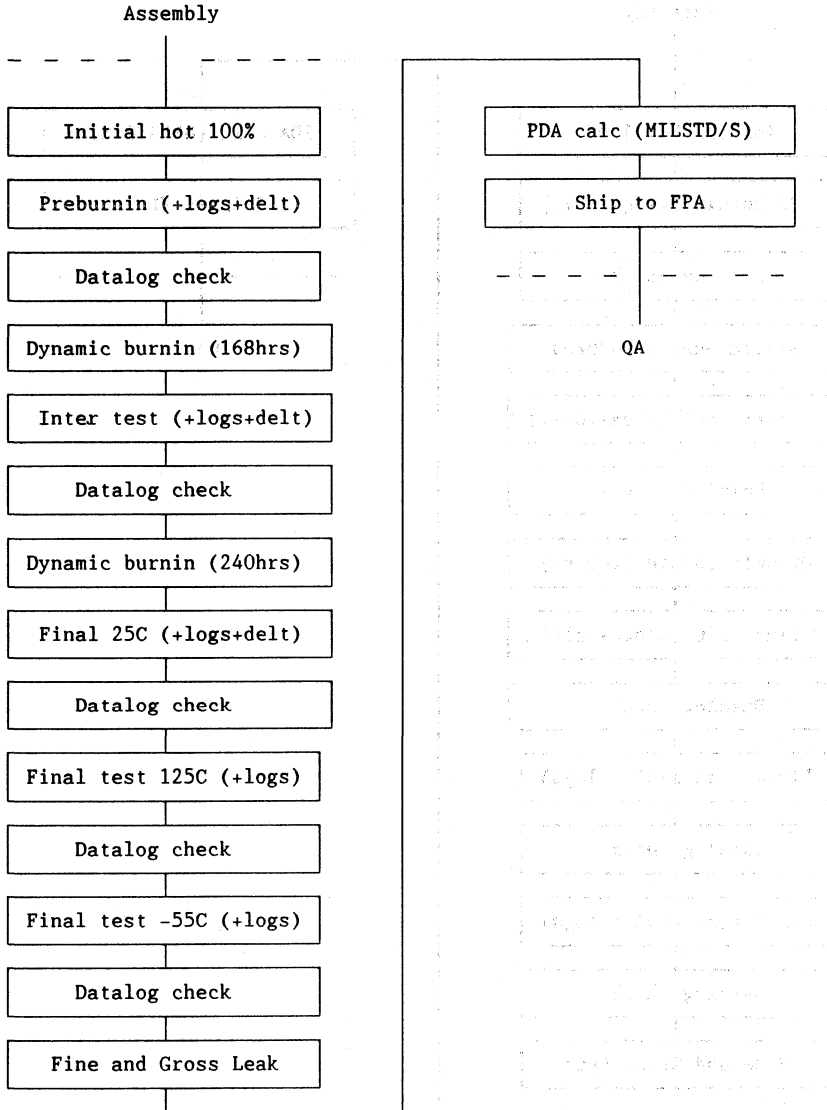 Assembly
Initial hot 100%
Preburnin (+logs+delt)
Datalog check
Dynamic burnin (168hrs)
Inter test (+logs+delt)
Datalog check
Dynamic burnin (240hrs)
Final 25C (+logs+delt)
Datalog check
Final test 125C (+logs)
Datalog check
Final test -55C (+logs)
Datalog check
Fine and Gross Leak
PDA calc (MILSTD/S)
Ship to FPA
QA